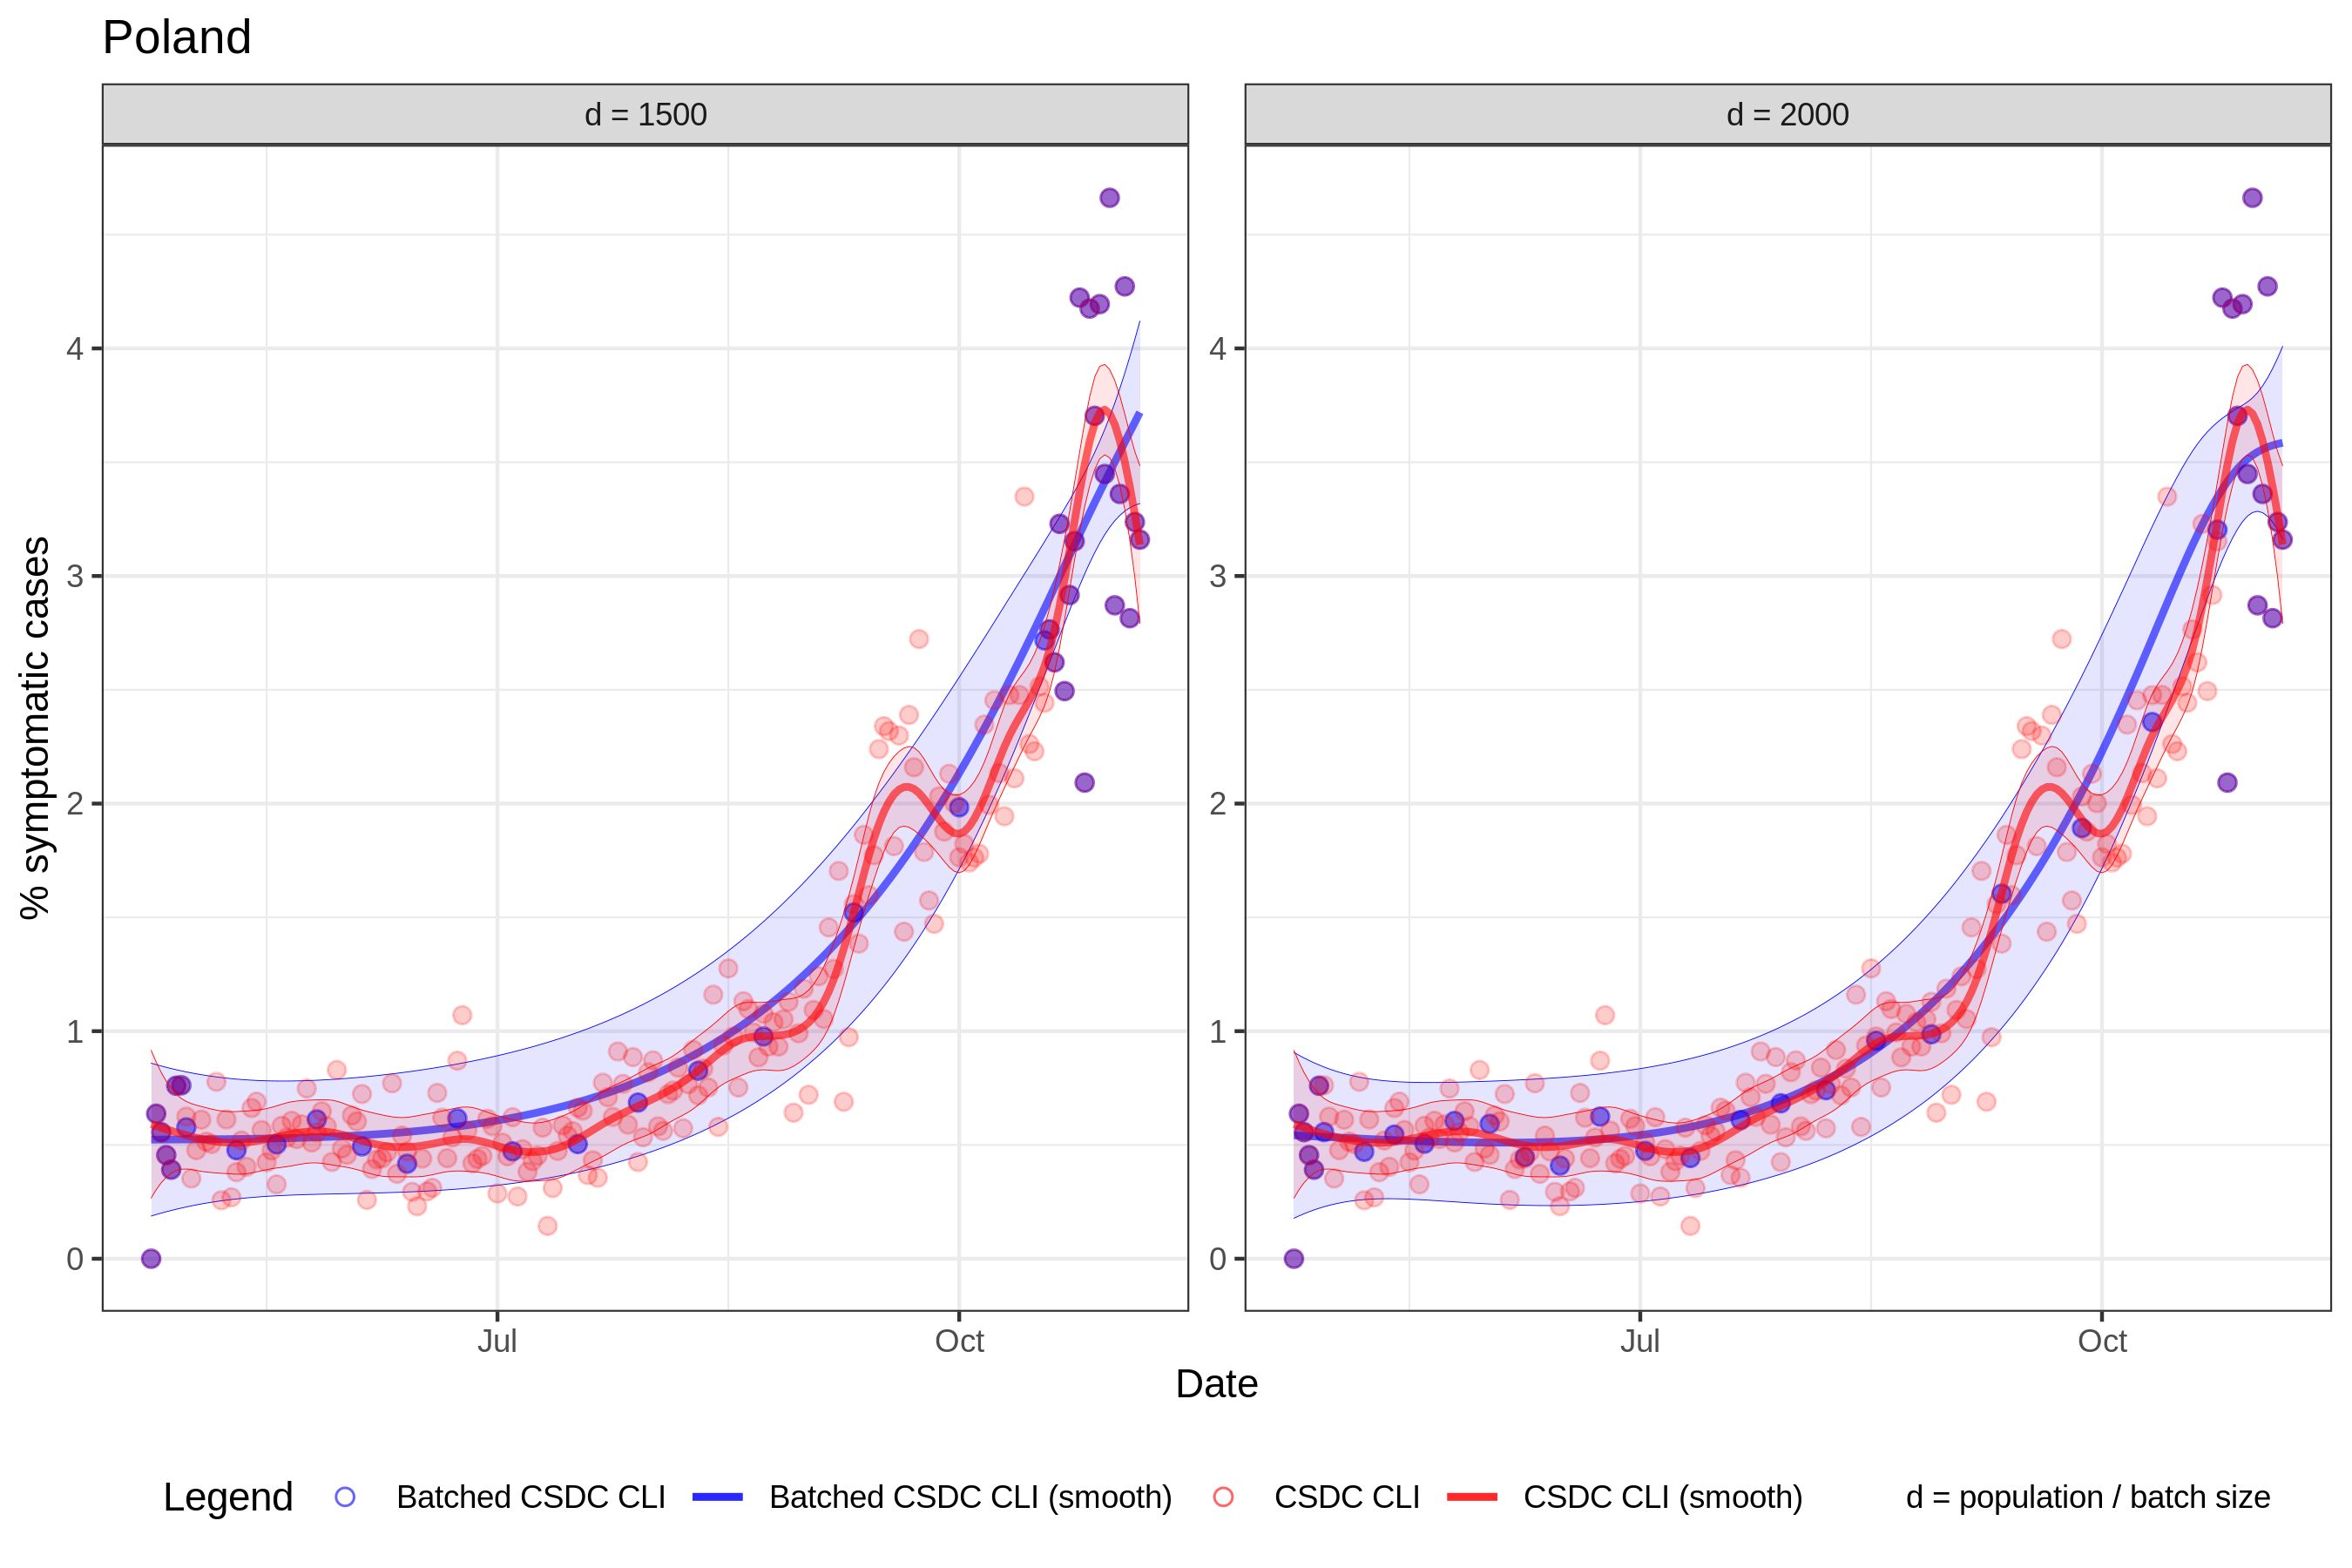 Poland
d = 1500
d = 2000
% symptomatic cases
4
3
2
1
0
4
3
2
1
0
Jul
Oct
Jul
Oct
Date
Legend
Batched CSDC CLI
Batched CSDC CLI (smooth)
CSDC CLI
CSDC CLI (smooth)
d = population / batch size